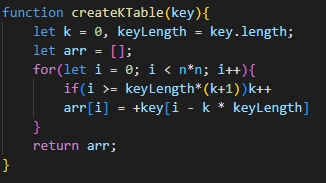 function createKTable(key){
    let k = 0, keyLength = key.length;
    let arr = [];
    for(let i = 0; i < n*n; i++){
        if(i >= keyLength*(k+1))k++
        arr[i] = +key[i - k * keyLength]
    }
    return arr;
}